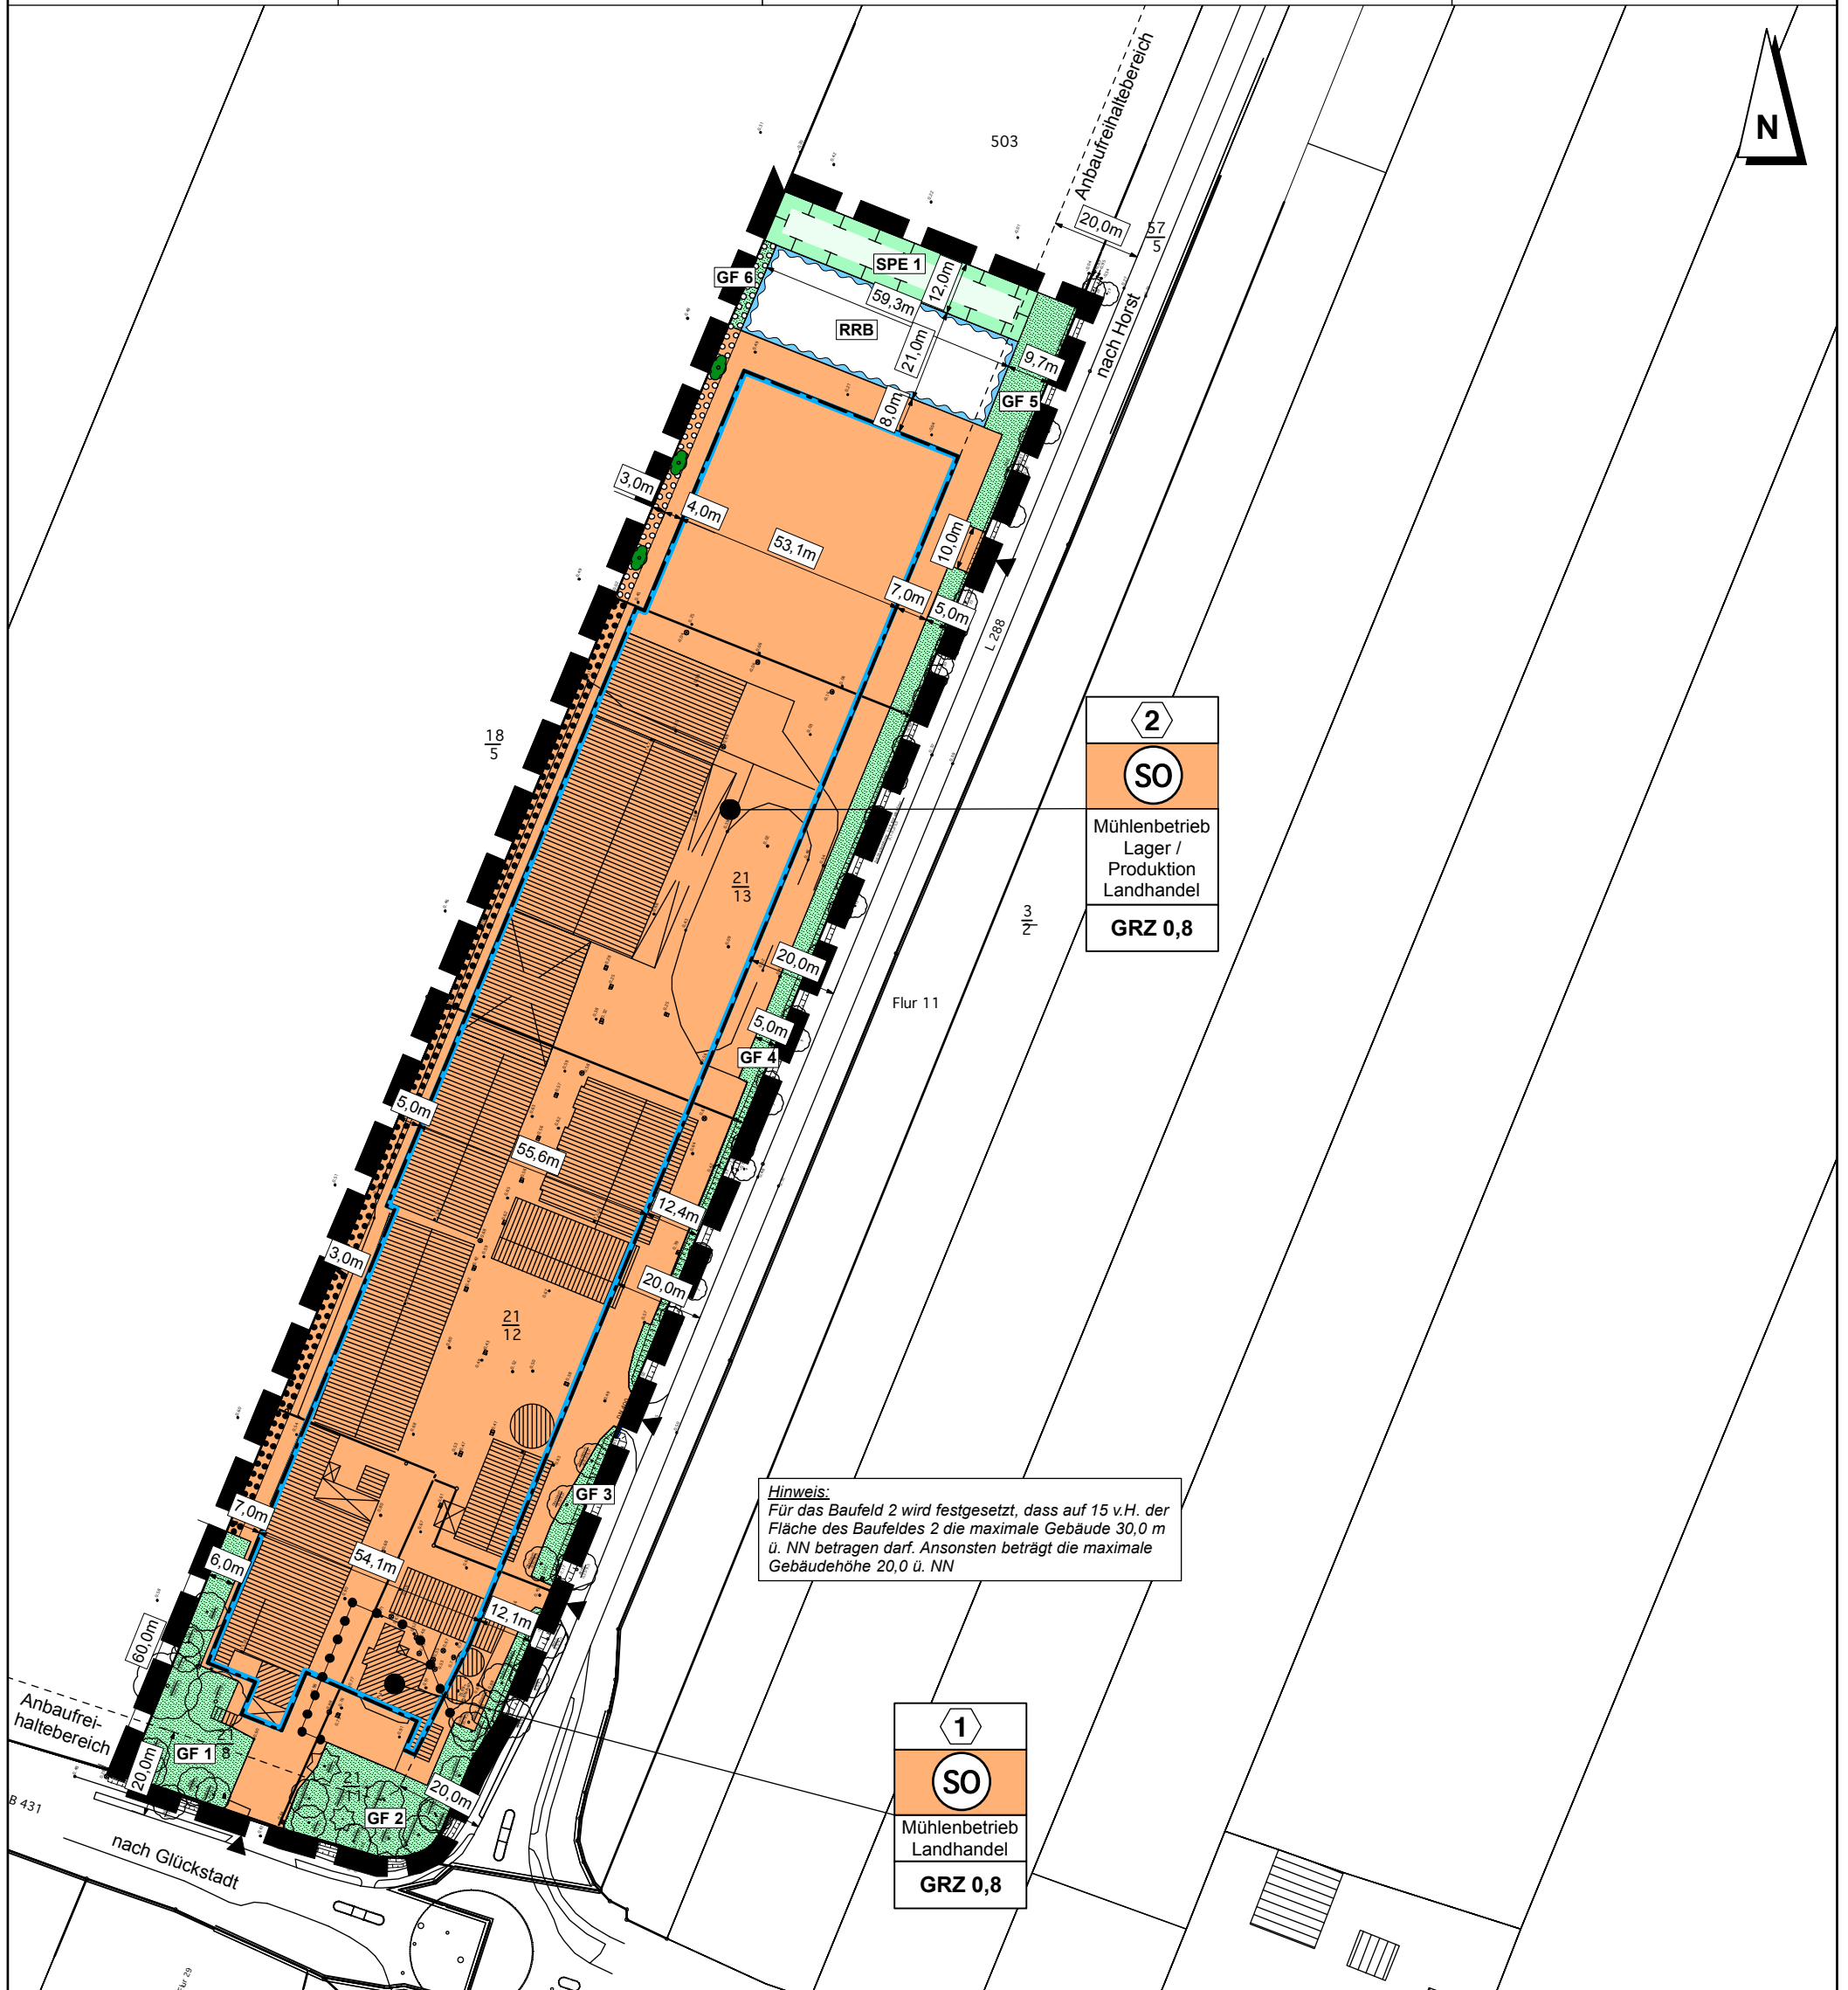 503
Anbaufreihaltebereich
N
20,0m
57
5
SPE 1
GF 6
12,0m
59,3m
RRB
21,0m
nach Horst
9,7m
GF 5
8,0m
3,0m
4,0m
53,1m
10,0m
7,0m
5,0m
L 288
2
SO
Mühlenbetrieb
Lager /
Produktion
Landhandel
GRZ 0,8
18
5
21
13
3
2
20,0m
Flur 11
5,0m
GF 4
5,0m
55,6m
12,4m
3,0m
20,0m
21
12
GF 3
Hinweis:
Für das Baufeld 2 wird festgesetzt, dass auf 15 v.H. der
Fläche des Baufeldes 2 die maximale Gebäude 30,0 m
ü. NN betragen darf. Ansonsten beträgt die maximale
Gebäudehöhe 20,0 ü. NN
7,0m
6,0m
54,1m
12,1m
60,0m
Anbaufrei-
haltebereich
GF 1
8
20,0m
21
11
GF 2
20,0m
1
SO
Mühlenbetrieb
Landhandel
GRZ 0,8
B 431
nach Glückstadt
Flur 29